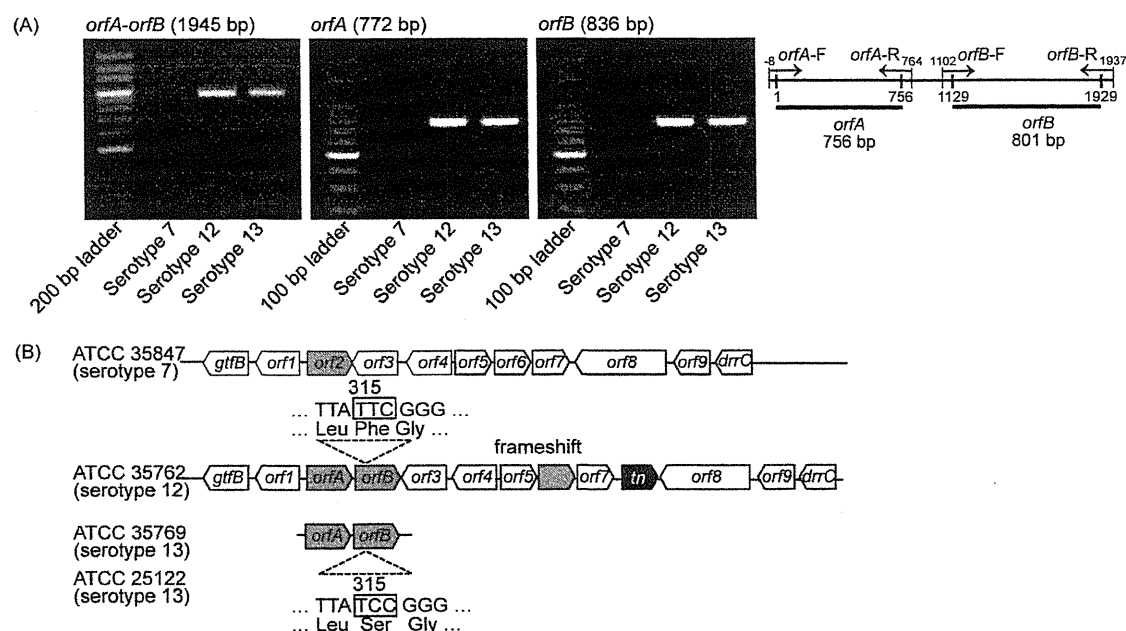 (A)
orfA-orfB (1945 bp)
orfA (772 bp)
orfB (836 bp)
-8 orfA-F orfA-R 764 1102 orfB-F orfB-R 1937
1 756 1129 1929
orfA orfB
756 bp 801 bp
200 bp ladder Serotype 7 Serotype 12 Serotype 13
100 bp ladder Serotype 7 Serotype 12 Serotype 13
100 bp ladder Serotype 7 Serotype 12 Serotype 13
(B)
ATCC 35847
(serotype 7)
gtfB orf1 orf2 orf3 orf4 orf5 orf6 orf7 orf8 orf9 drrC
315
... TTA TTC GGG ...
... Leu Phe Gly ...
frameshift
ATCC 35762
(serotype 12)
gtfB orf1 orfA orfB orf3 orf4 orf5 orf7 tn orf8 orf9 drrC
ATCC 35769
(serotype 13)
orfA orfB
ATCC 25122
(serotype 13)
315
... TTA TCC GGG ...
... Leu Ser Gly ...